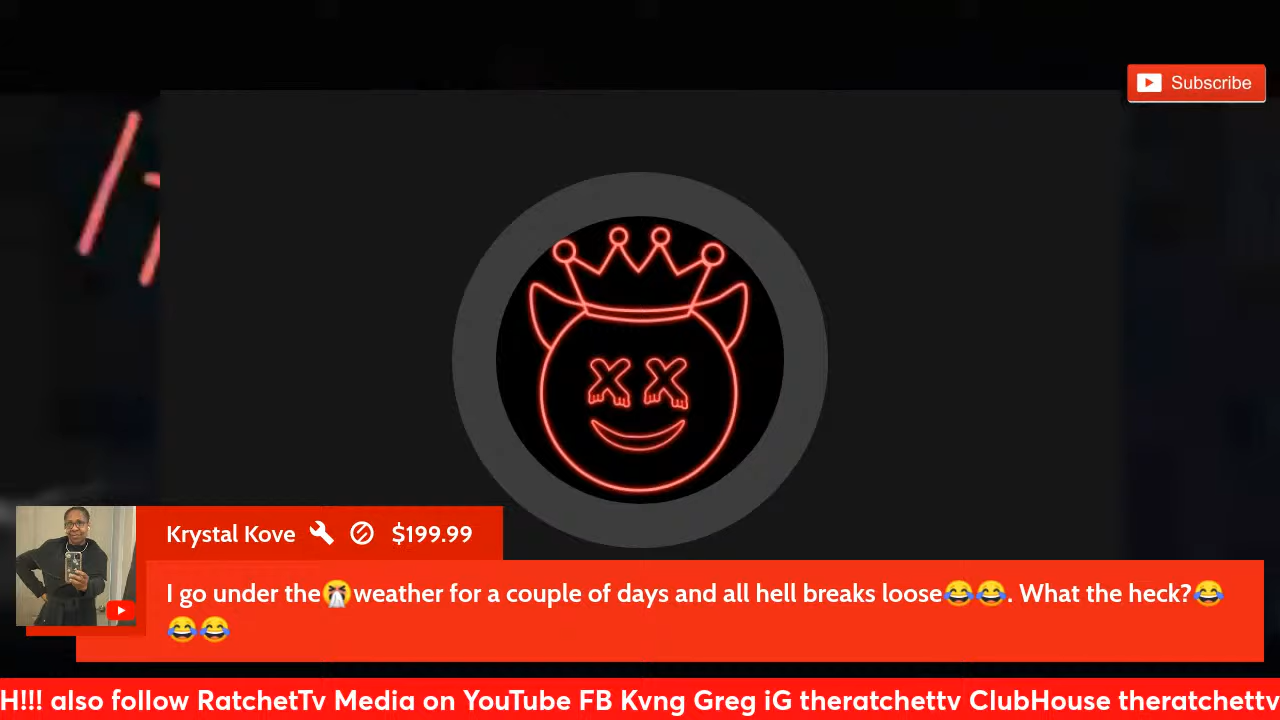 Subscribe
Krystal Kove $199.99
I go under the🤧weather for a couple of days and all hell breaks loose😂😂. What the heck?😂
😂😂
H!!! also follow RatchetTv Media on YouTube FB Kvng Greg iG theratchettv ClubHouse theratchettv